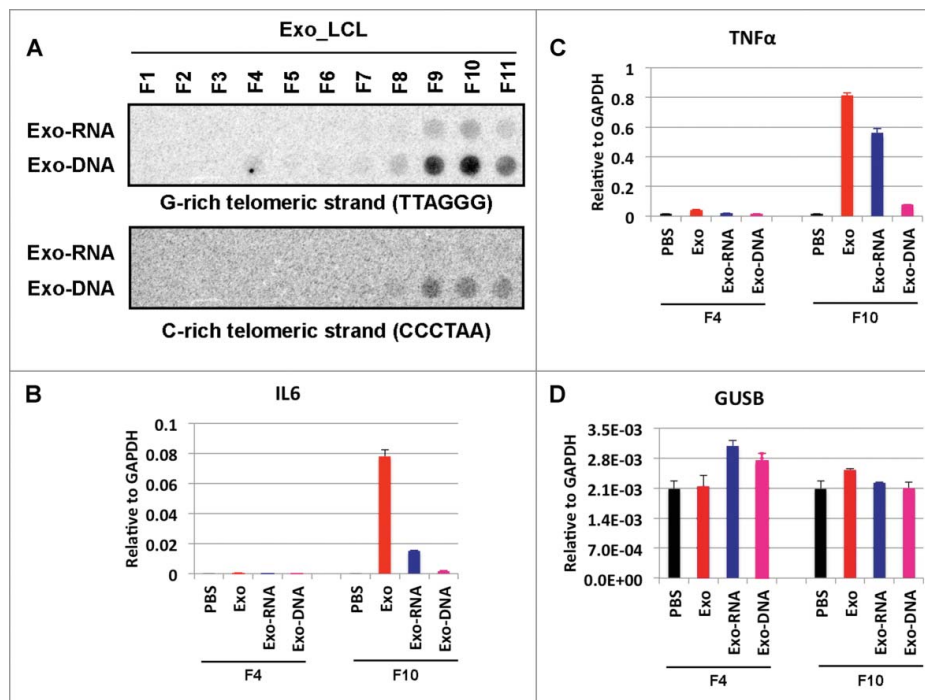 A
Exo_LCL
F1 F2 F3 F4 F5 F6 F7 F8 F9 F10 F11
Exo-RNA
Exo-DNA
G-rich telomeric strand (TTAGGG)
Exo-RNA
Exo-DNA
C-rich telomeric strand (CCCTAA)
B
IL6
Relative to GAPDH
0.1
0.08
0.06
0.04
0.02
0
PBS Exo Exo-RNA Exo-DNA PBS Exo Exo-RNA Exo-DNA
F4 F10
C
TNFα
Relative to GAPDH
1
0.8
0.6
0.4
0.2
0
PBS Exo Exo-RNA Exo-DNA PBS Exo Exo-RNA Exo-DNA
F4 F10
D
GUSB
Relative to GAPDH
3.5E-03
2.8E-03
2.1E-03
1.4E-03
7.0E-04
0.0E+00
PBS Exo Exo-RNA Exo-DNA PBS Exo Exo-RNA Exo-DNA
F4 F10